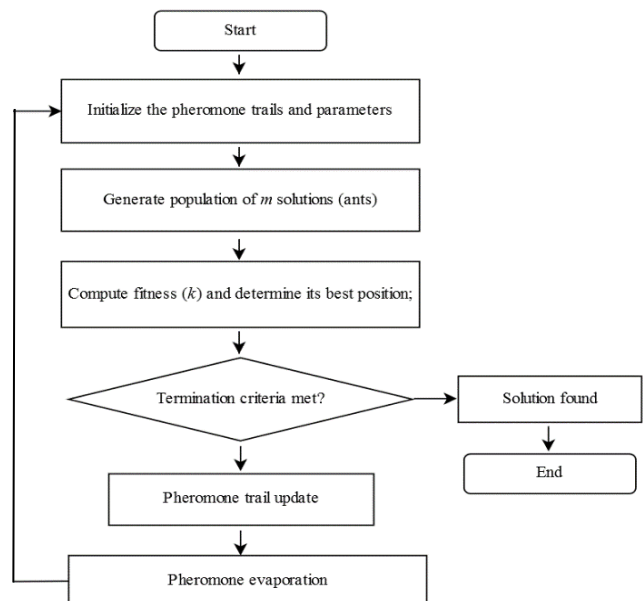 Start
Initialize the pheromone trails and parameters
Generate population of m solutions (ants)
Compute fitness (k) and determine its best position;
Termination criteria met?
Solution found
End
Pheromone trail update
Pheromone evaporation